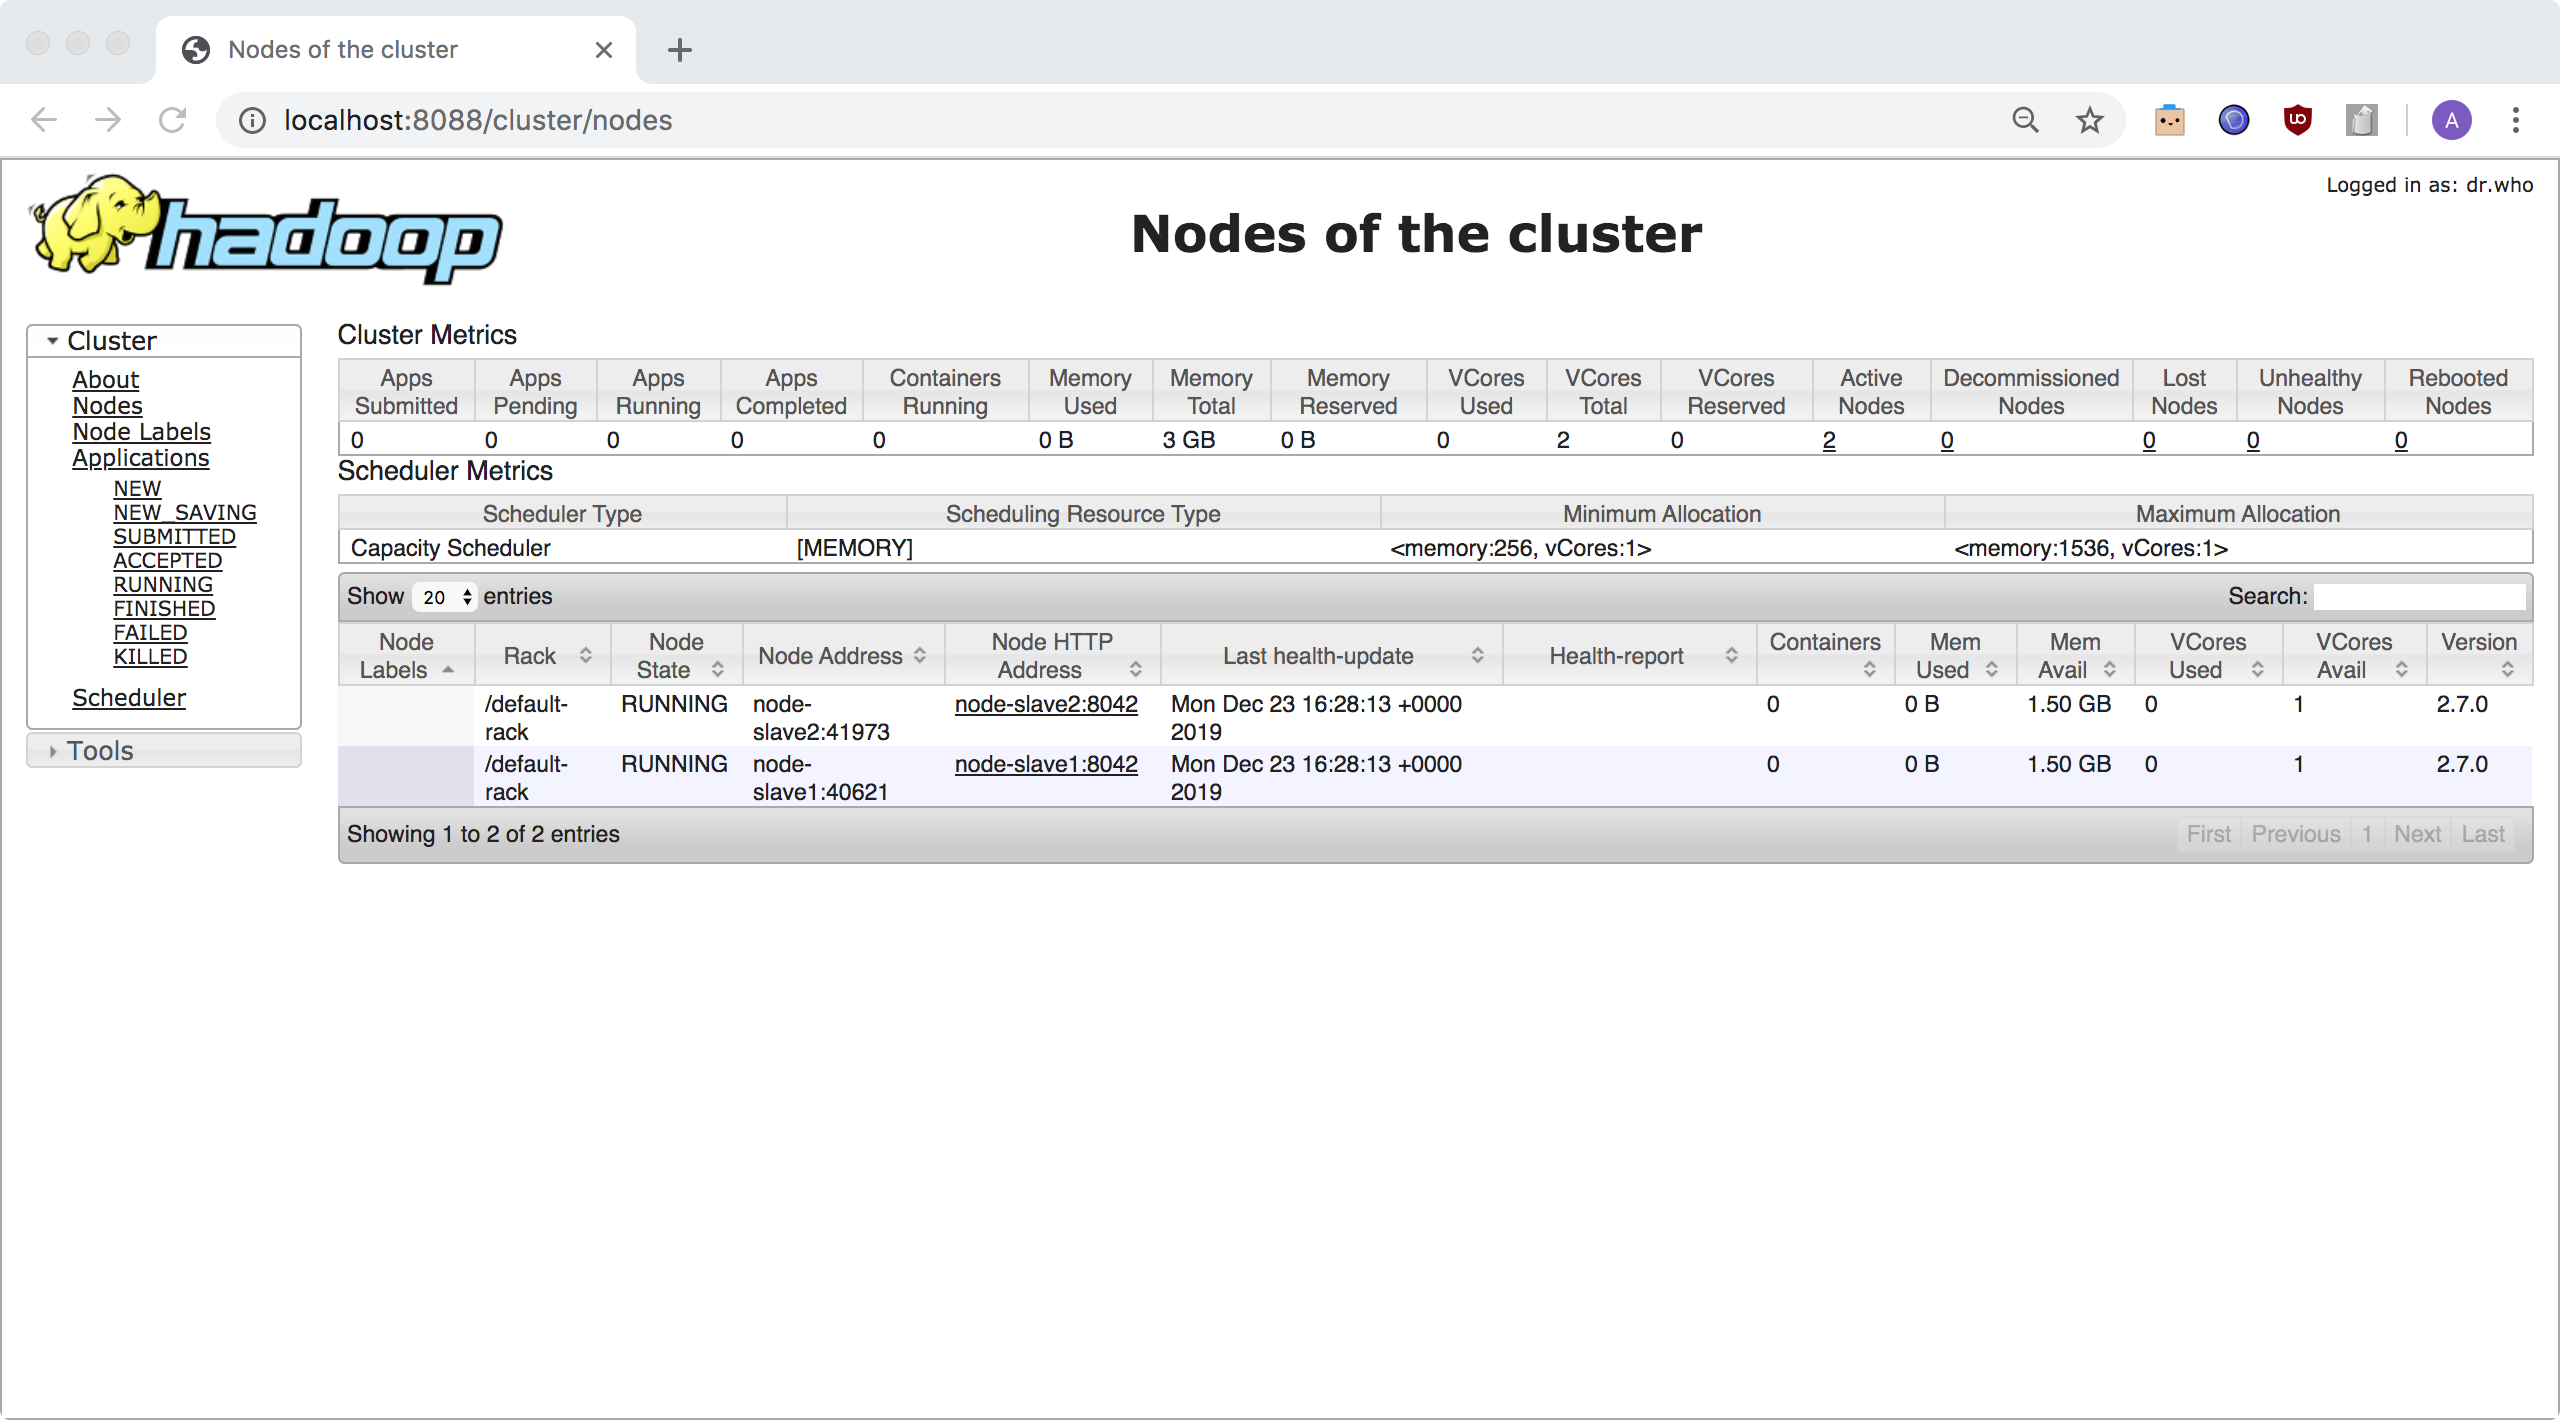 Nodes of the cluster
localhost:8088/cluster/nodes
A
hadoop
Nodes of the cluster
Logged in as: dr.who
Cluster
About
Nodes
Node Labels
Applications
NEW
NEW_SAVING
SUBMITTED
ACCEPTED
RUNNING
FINISHED
FAILED
KILLED
Scheduler
Tools
Cluster Metrics
Apps Submitted Apps Pending Apps Running Apps Completed Containers Running Memory Used Memory Total Memory Reserved VCores Used VCores Total VCores Reserved Active Nodes Decommissioned Nodes Lost Nodes Unhealthy Nodes Rebooted Nodes
0 0 0 0 0 0 B 3 GB 0 B 0 2 0 2 0 0 0 0
Scheduler Metrics
Scheduler Type Scheduling Resource Type Minimum Allocation Maximum Allocation
Capacity Scheduler [MEMORY] <memory:256, vCores:1> <memory:1536, vCores:1>
Show 20 entries Search:
Node Labels Rack Node State Node Address Node HTTP Address Last health-update Health-report Containers Mem Used Mem Avail VCores Used VCores Avail Version
/default-rack RUNNING node-slave2:41973 node-slave2:8042 Mon Dec 23 16:28:13 +0000 2019 0 0 B 1.50 GB 0 1 2.7.0
/default-rack RUNNING node-slave1:40621 node-slave1:8042 Mon Dec 23 16:28:13 +0000 2019 0 0 B 1.50 GB 0 1 2.7.0
Showing 1 to 2 of 2 entries First Previous 1 Next Last